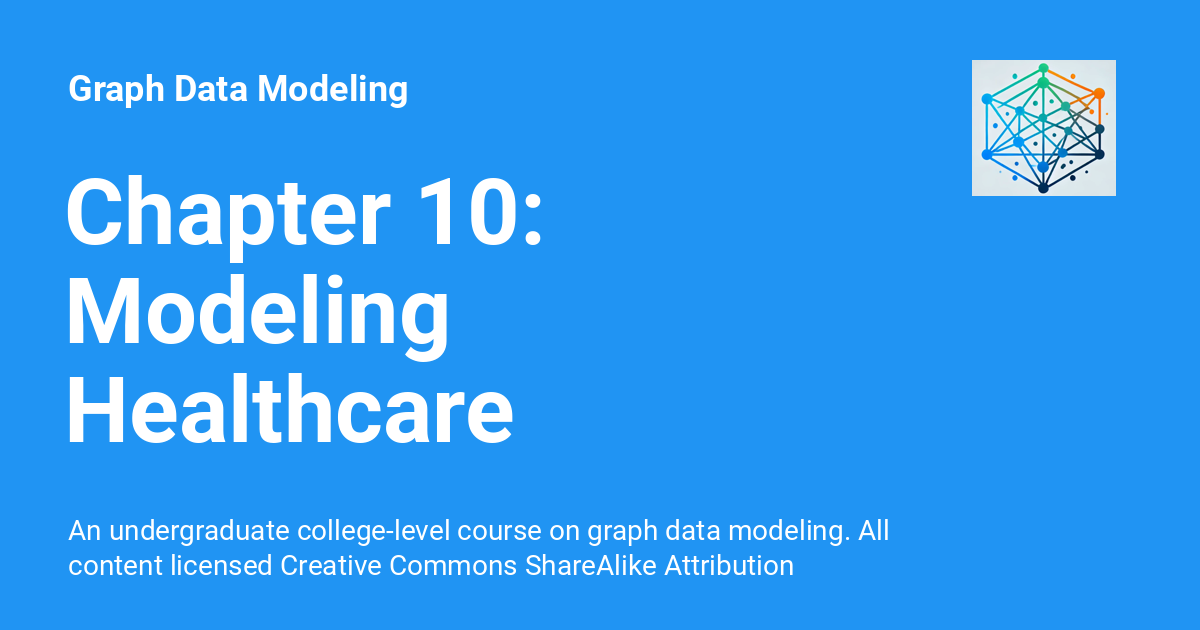 Graph Data Modeling
Chapter 10:
Modeling
Healthcare
An undergraduate college-level course on graph data modeling. All
content licensed Creative Commons ShareAlike Attribution